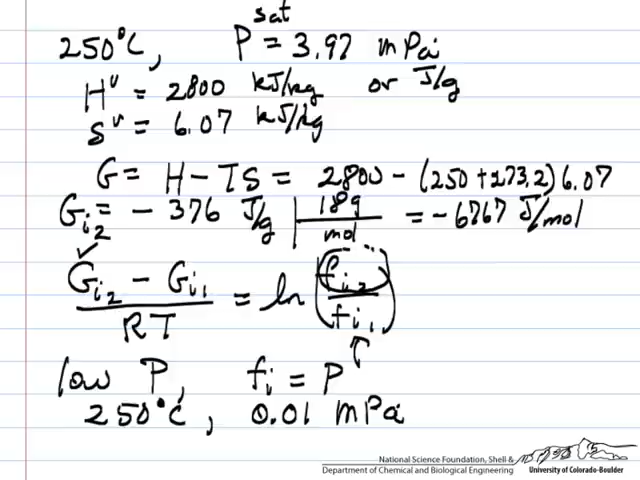 250°C, P^sat = 3.97 mPa
H^v = 2800 kJ/kg or J/g
S^v = 6.07 kJ/kg
G = H - TS = 2800 - (250 + 273.2) 6.07
G_i2 = - 376 J/g | 18g/mol = - 6767 J/mol
(G_i2 - G_i1)/RT = ln (f_i2/f_i1)
low P, f_i = P
250°C, 0.01 mPa
National Science Foundation, Shell &
Department of Chemical and Biological Engineering
University of Colorado-Boulder